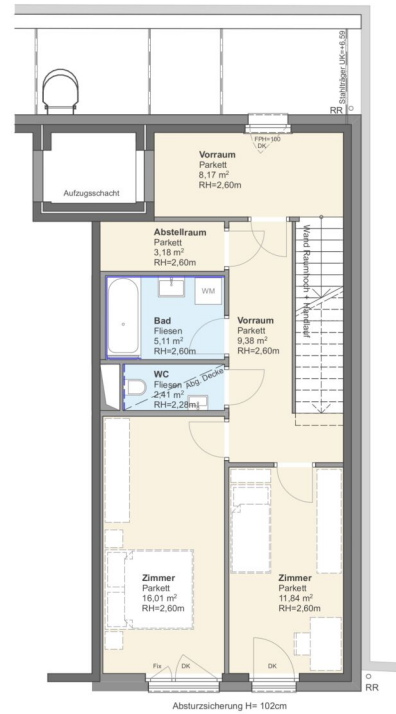 Stahlträger UK=+6,59
RR
FPH=100
DK
Vorraum
Parkett
8,17 m²
RH=2,60m
Aufzugsschacht
Abstellraum
Parkett
3,18 m²
RH=2,60m
Wand Raumhoch + Handlauf
WM
Bad
Fliesen
5,11 m²
RH=2,60m
Vorraum
Parkett
9,38 m²
RH=2,60m
WC
Fliesen
2,41 m²
RH=2,28m
Abg. Decke
Zimmer
Parkett
16,01 m²
RH=2,60m
Zimmer
Parkett
11,84 m²
RH=2,60m
Fix
DK
DK
RR
Absturzsicherung H= 102cm